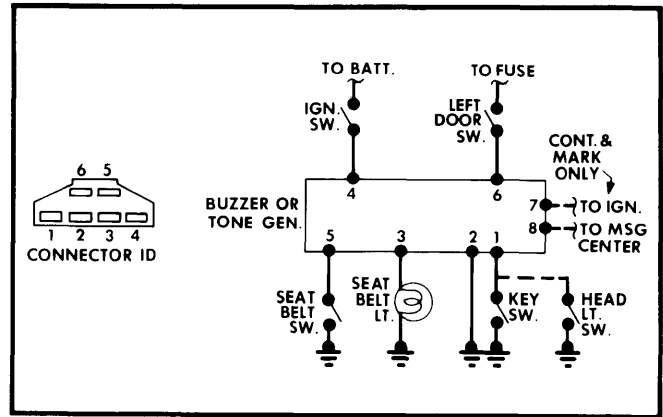 TO BATT.
TO FUSE
IGN.
SW.
LEFT
DOOR
SW.
CONT. &
MARK
ONLY
6 5
1 2 3 4
CONNECTOR ID
BUZZER OR
TONE GEN.
4
6
7
TO IGN.
8
TO MSG
CENTER
5
3
2
1
SEAT
BELT
SW.
SEAT
BELT
LT.
KEY
SW.
HEAD
LT.
SW.